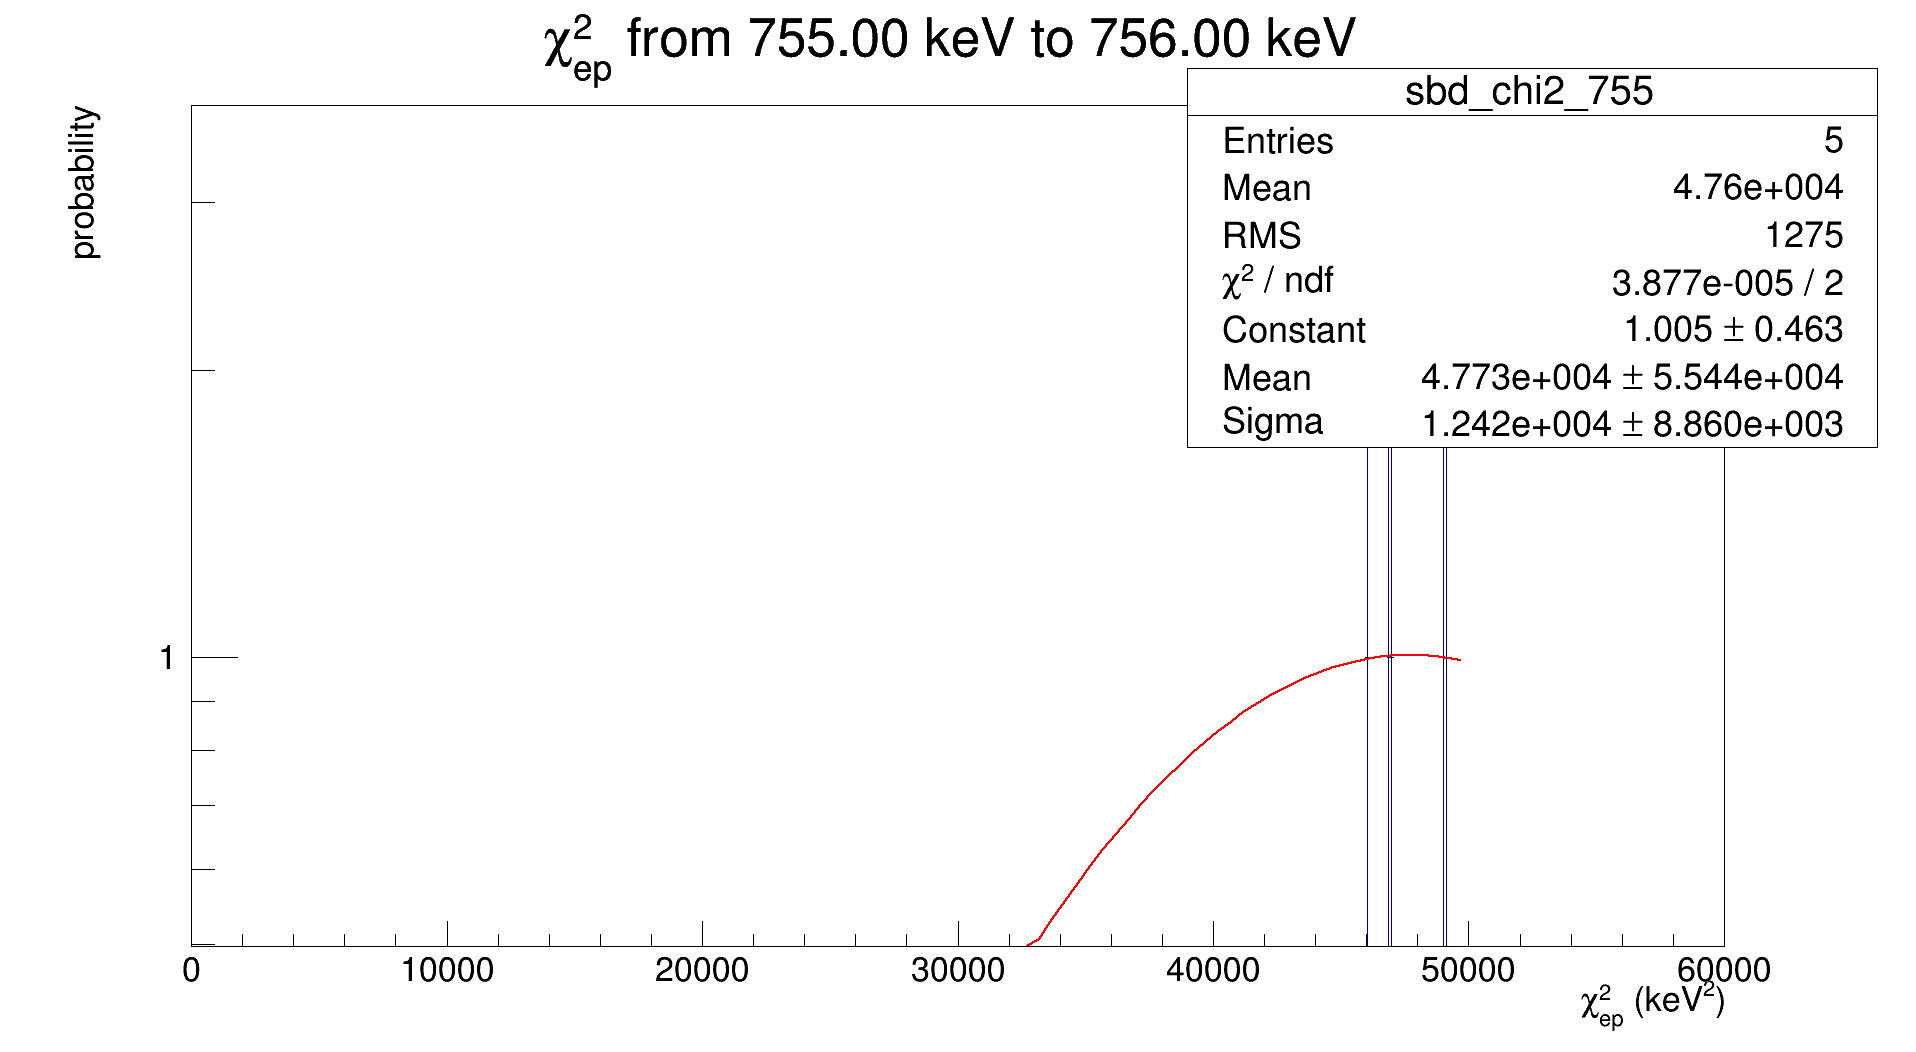 χ²ep from 755.00 keV to 756.00 keV
probability
sbd_chi2_755
Entries 5
Mean 4.76e+004
RMS 1275
χ² / ndf 3.877e-005 / 2
Constant 1.005 ± 0.463
Mean 4.773e+004 ± 5.544e+004
Sigma 1.242e+004 ± 8.860e+003
1
0 10000 20000 30000 40000 50000 60000
χ²ep (keV²)